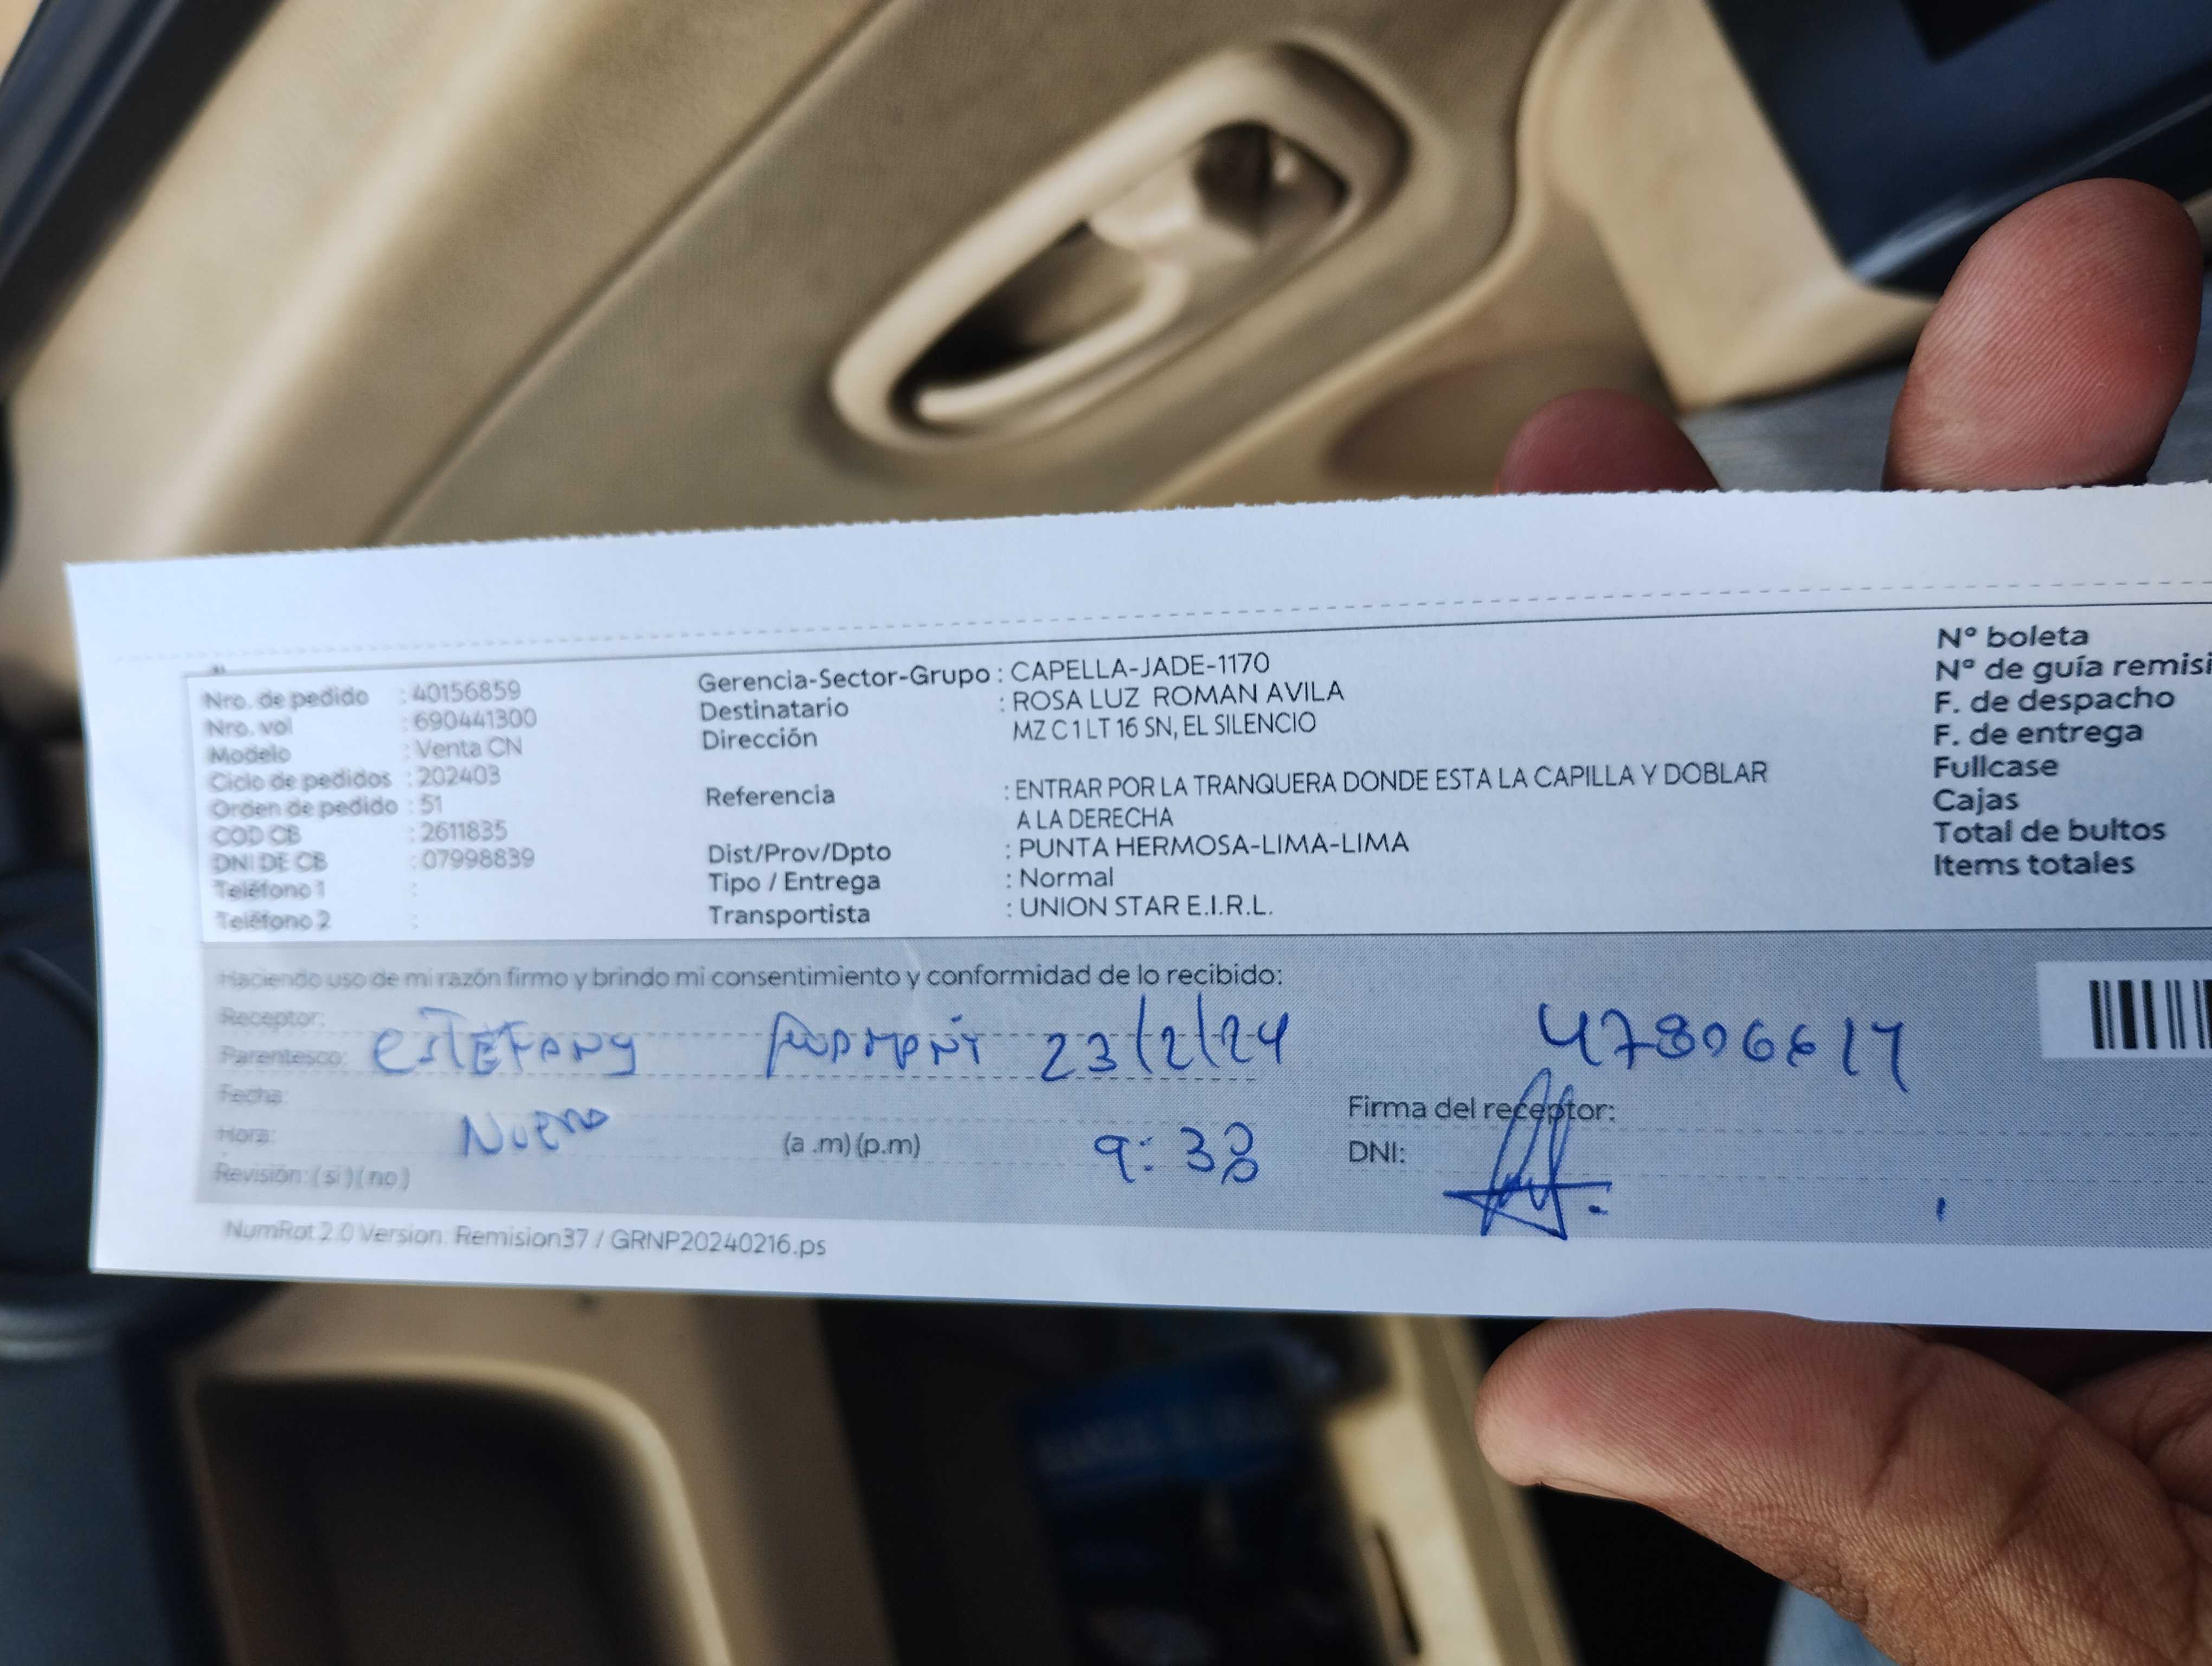 Nro. de pedido : 40156859
Nro. vol : 690441300
Modelo : Venta CN
Ciclo de pedidos : 202403
Orden de pedido : 51
COD CB : 2611835
DNI DE CB : 07998839
Teléfono 1 :
Teléfono 2 :
Gerencia-Sector-Grupo : CAPELLA-JADE-1170
Destinatario : ROSA LUZ ROMAN AVILA
Dirección MZ C 1 LT 16 SN, EL SILENCIO
Referencia : ENTRAR POR LA TRANQUERA DONDE ESTA LA CAPILLA Y DOBLAR
A LA DERECHA
Dist/Prov/Dpto : PUNTA HERMOSA-LIMA-LIMA
Tipo / Entrega : Normal
Transportista : UNION STAR E.I.R.L.
Nº boleta
Nº de guía remisi
F. de despacho
F. de entrega
Fullcase
Cajas
Total de bultos
Items totales
Haciendo uso de mi razón firmo y brindo mi consentimiento y conformidad de lo recibido:
Receptor:
Parentesco: ESTEFANY 23/2/24
Fecha:
Hora: (a .m) (p.m) 9:38
Revisión: ( si ) ( no )
47806617
Firma del receptor:
DNI:
NumRot 2.0 Version: Remision37 / GRNP20240216.ps